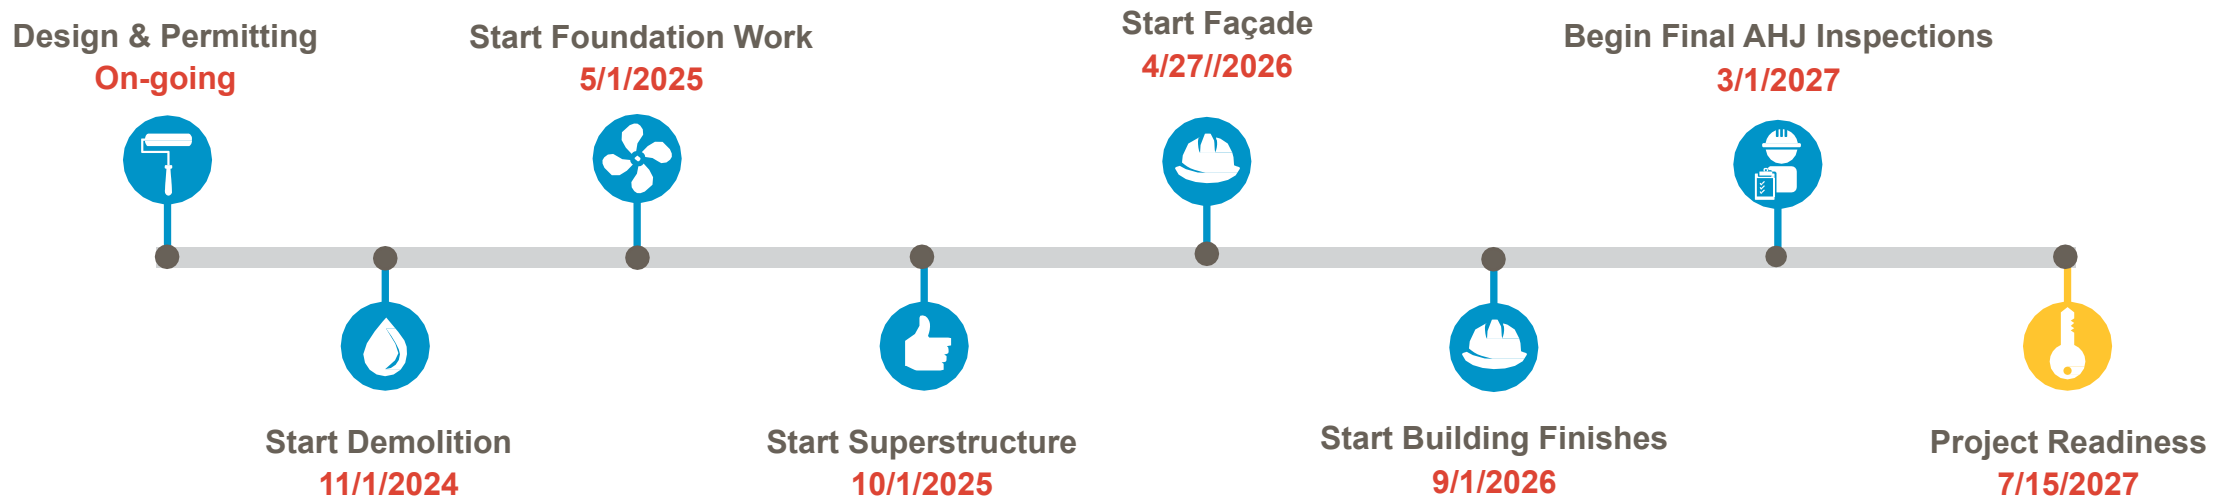 Design & Permitting
On-going
Start Demolition
11/1/2024
Start Foundation Work
5/1/2025
Start Superstructure
10/1/2025
Start Façade
4/27//2026
Start Building Finishes
9/1/2026
Begin Final AHJ Inspections
3/1/2027
Project Readiness
7/15/2027